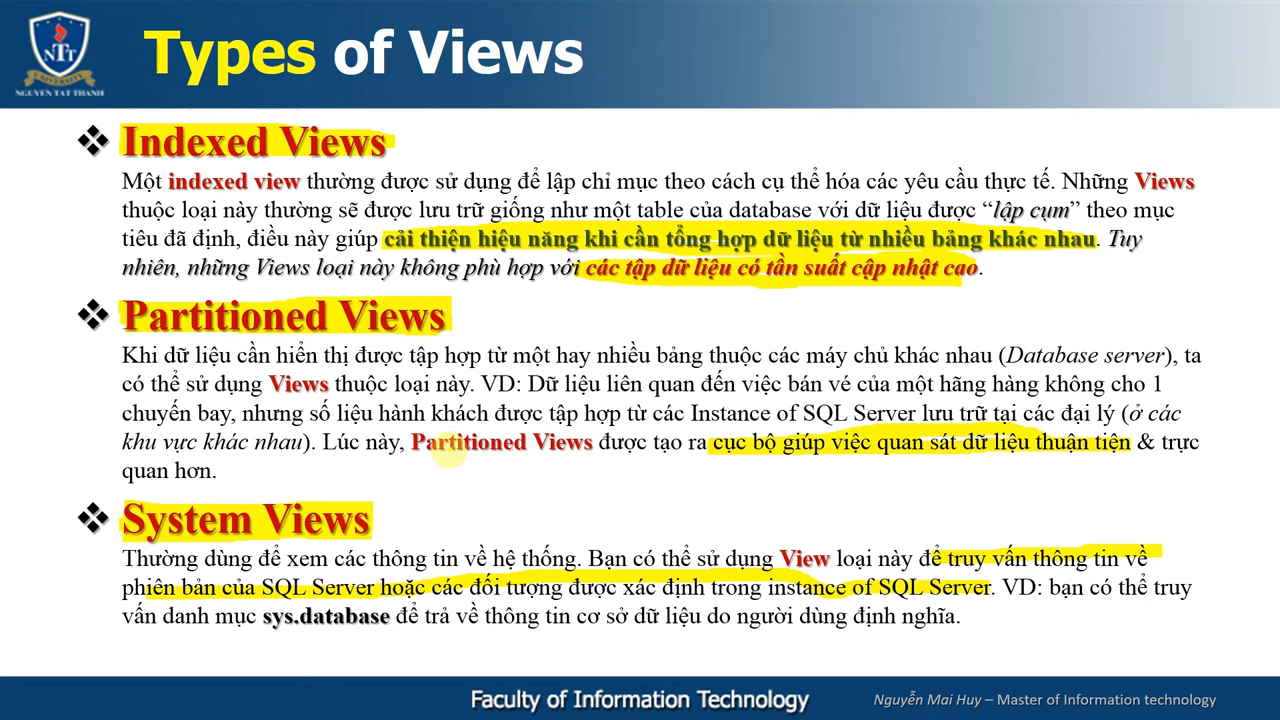 NTT
UNIVERSITY
NGUYEN TAT THANH
Types of Views
❖ Indexed Views
Một indexed view thường được sử dụng để lập chỉ mục theo cách cụ thể hóa các yêu cầu thực tế. Những Views
thuộc loại này thường sẽ được lưu trữ giống như một table của database với dữ liệu được “lập cụm” theo mục
tiêu đã định, điều này giúp cải thiện hiệu năng khi cần tổng hợp dữ liệu từ nhiều bảng khác nhau. Tuy
nhiên, những Views loại này không phù hợp với các tập dữ liệu có tần suất cập nhật cao.
❖ Partitioned Views
Khi dữ liệu cần hiển thị được tập hợp từ một hay nhiều bảng thuộc các máy chủ khác nhau (Database server), ta
có thể sử dụng Views thuộc loại này. VD: Dữ liệu liên quan đến việc bán vé của một hãng hàng không cho 1
chuyến bay, nhưng số liệu hành khách được tập hợp từ các Instance of SQL Server lưu trữ tại các đại lý (ở các
khu vực khác nhau). Lúc này, Partitioned Views được tạo ra cục bộ giúp việc quan sát dữ liệu thuận tiện & trực
quan hơn.
❖ System Views
Thường dùng để xem các thông tin về hệ thống. Bạn có thể sử dụng View loại này để truy vấn thông tin về
phiên bản của SQL Server hoặc các đối tượng được xác định trong instance of SQL Server. VD: bạn có thể truy
vấn danh mục sys.database để trả về thông tin cơ sở dữ liệu do người dùng định nghĩa.
Faculty of Information Technology
Nguyễn Mai Huy – Master of Information technology